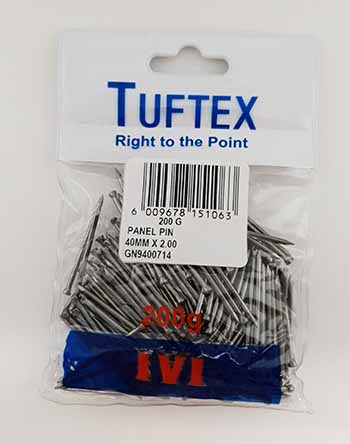 TUFTEX
Right to the Point
6 009678 151063
200 G
PANEL PIN
40MM X 2.00
GN9400714
200g